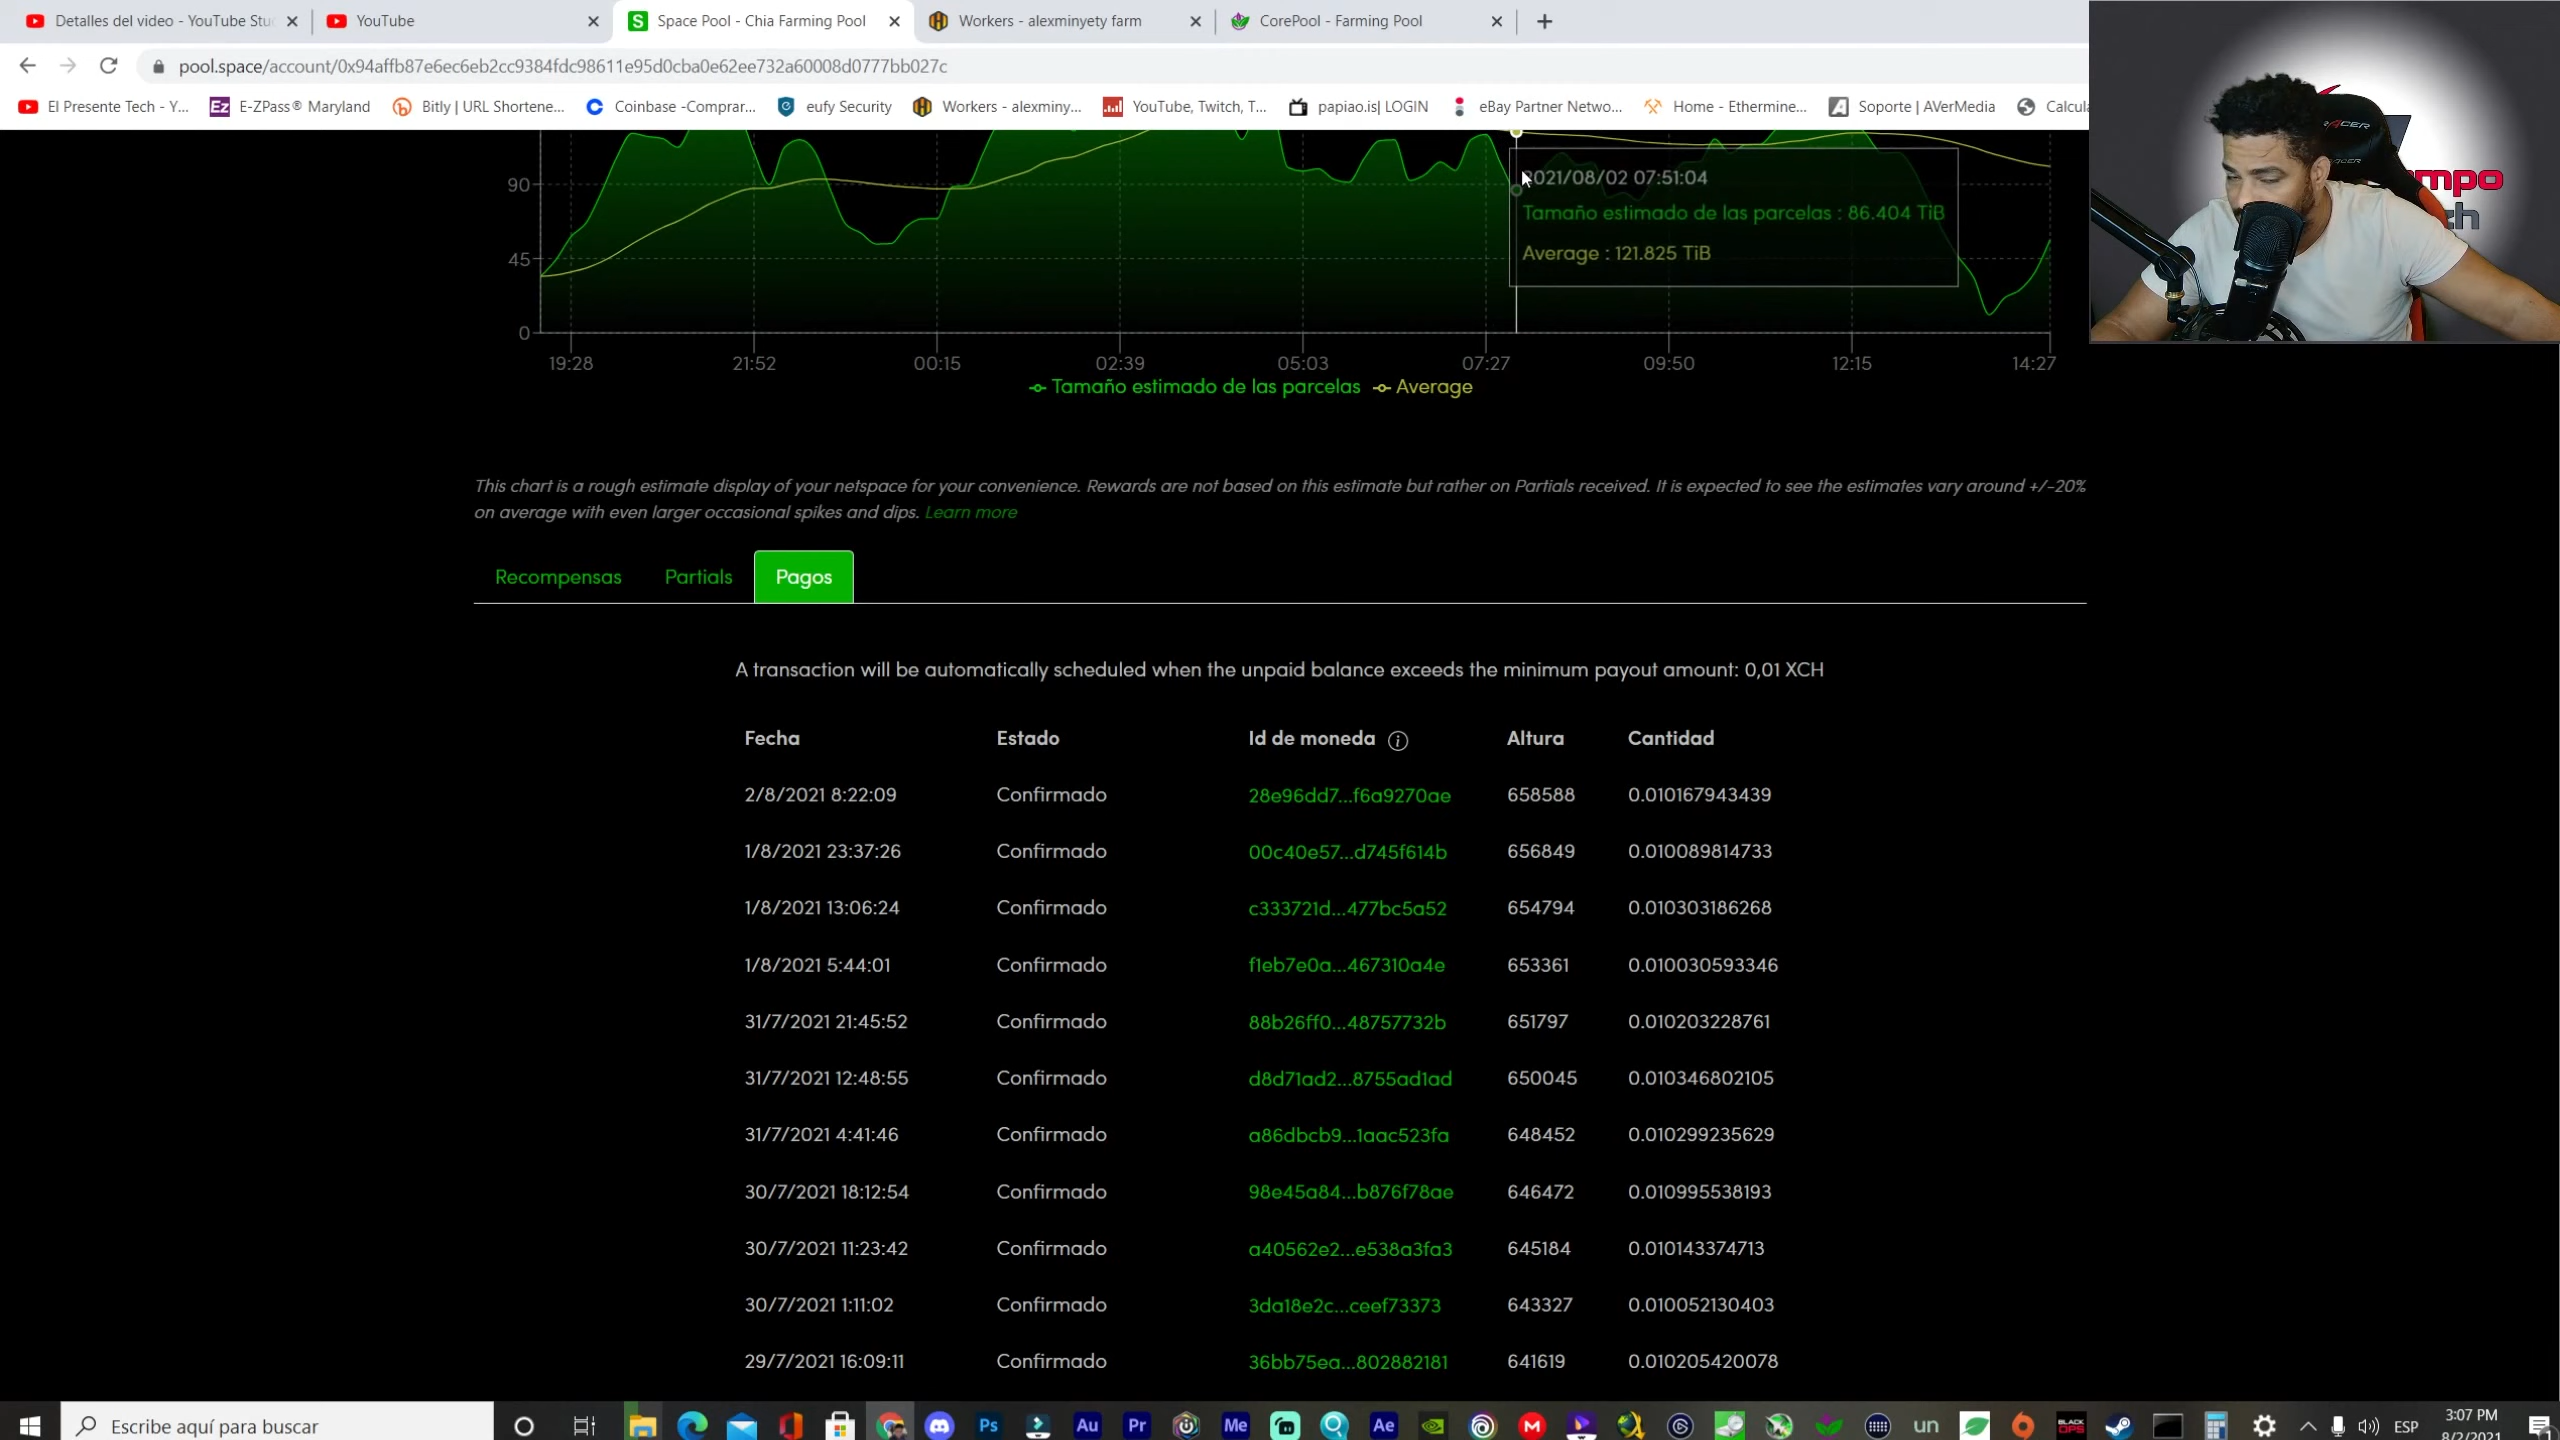 Detalles del video - YouTube Stu
YouTube
Space Pool - Chia Farming Pool
Workers - alexminyety farm
CorePool - Farming Pool
pool.space/account/0x94affb87e6ec6eb2cc9384fdc98611e95d0cba0e62ee732a60008d0777bb027c
El Presente Tech - Y...
E-ZPass® Maryland
Bitly | URL Shortene...
Coinbase -Comprar...
eufy Security
Workers - alexminy...
YouTube, Twitch, T...
papiao.is| LOGIN
eBay Partner Netwo...
Home - Ethermine...
Soporte | AVerMedia
Calcul
90
45
0
2021/08/02 07:51:04
Tamaño estimado de las parcelas : 86.404 TiB
Average : 121.825 TiB
19:28 21:52 00:15 02:39 05:03 07:27 09:50 12:15 14:27
Tamaño estimado de las parcelas Average
This chart is a rough estimate display of your netspace for your convenience. Rewards are not based on this estimate but rather on Partials received. It is expected to see the estimates vary around +/-20%
on average with even larger occasional spikes and dips. Learn more
Recompensas Partials Pagos
A transaction will be automatically scheduled when the unpaid balance exceeds the minimum payout amount: 0,01 XCH
Fecha Estado Id de moneda i Altura Cantidad
2/8/2021 8:22:09 Confirmado 28e96dd7...f6a9270ae 658588 0.010167943439
1/8/2021 23:37:26 Confirmado 00c40e57...d745f614b 656849 0.010089814733
1/8/2021 13:06:24 Confirmado c333721d...477bc5a52 654794 0.010303186268
1/8/2021 5:44:01 Confirmado f1eb7e0a...467310a4e 653361 0.010030593346
31/7/2021 21:45:52 Confirmado 88b26ff0...48757732b 651797 0.010203228761
31/7/2021 12:48:55 Confirmado d8d71ad2...8755ad1ad 650045 0.010346802105
31/7/2021 4:41:46 Confirmado a86dbcb9...1aac523fa 648452 0.010299235629
30/7/2021 18:12:54 Confirmado 98e45a84...b876f78ae 646472 0.010995538193
30/7/2021 11:23:42 Confirmado a40562e2...e538a3fa3 645184 0.010143374713
30/7/2021 1:11:02 Confirmado 3da18e2c...ceef73373 643327 0.010052130403
29/7/2021 16:09:11 Confirmado 36bb75ea...802882181 641619 0.010205420078
Escribe aquí para buscar
Ps
Au
Pr
Me
Ae
un
BLACK OPS
ESP
3:07 PM
8/2/2021